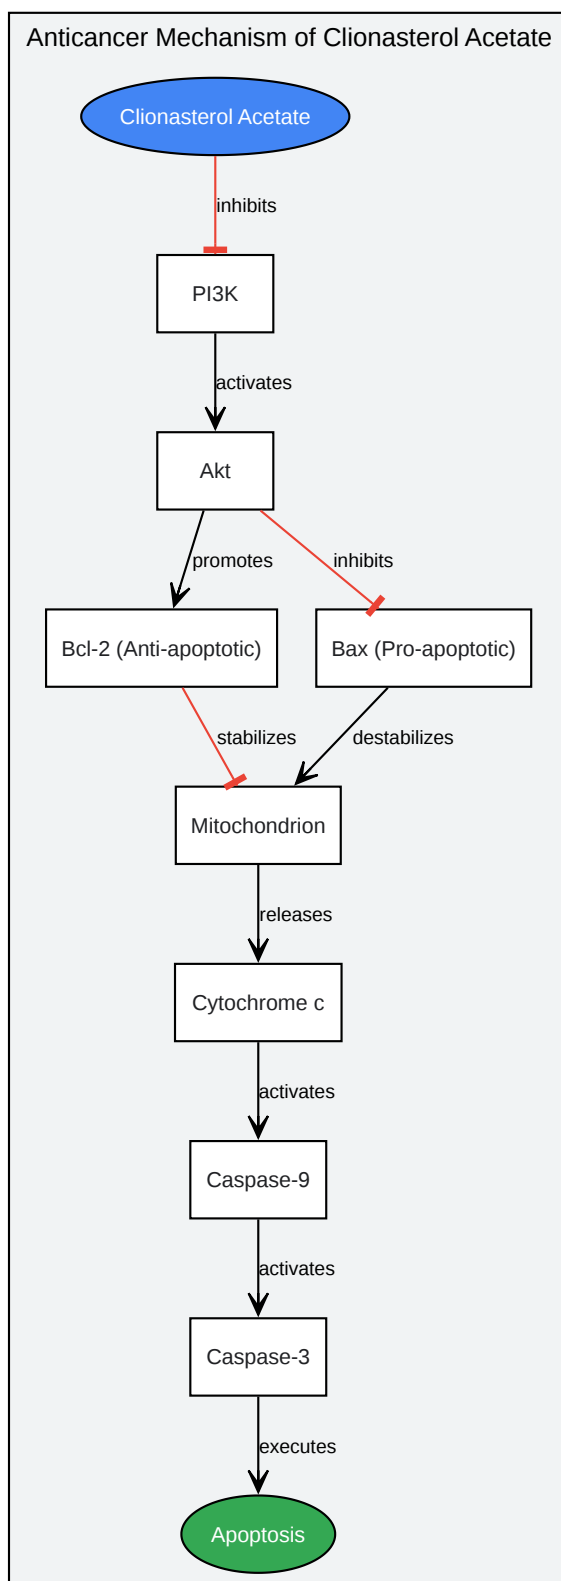 Anticancer Mechanism of Clionasterol Acetate
Clionasterol Acetate
inhibits
PI3K
activates
Akt
promotes
inhibits
Bcl-2 (Anti-apoptotic)
Bax (Pro-apoptotic)
stabilizes
destabilizes
Mitochondrion
releases
Cytochrome c
activates
Caspase-9
activates
Caspase-3
executes
Apoptosis